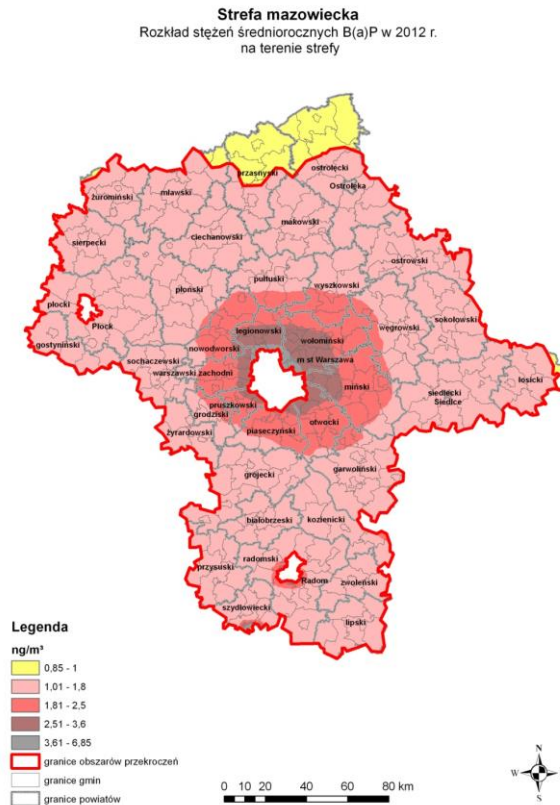 Strefa mazowiecka
Rozkład stężeń średniorocznych B(a)P w 2012 r.
na terenie strefy
przasnyski
ostrołęcki
Ostrołęka
żuromiński
mławski
makowski
ciechanowski
sierpecki
ostrowski
pułtuski
wyszkowski
płoński
płocki
Płock
legionowski
wołomiński
węgrowski
sokołowski
gostyniński
nowodworski
sochaczewski
m st Warszawa
warszawski zachodni
miński
siedlecki
Siedlce
łosicki
pruszkowski
grodziski
otwocki
żyrardowski
piaseczyński
garwoliński
grójecki
białobrzeski
kozienicki
radomski
przysuski
Radom
zwoleński
szydłowiecki
lipski
Legenda
ng/m³
0,85 - 1
1,01 - 1,8
1,81 - 2,5
2,51 - 3,6
3,61 - 6,85
granice obszarów przekroczeń
granice gmin
granice powiatów
0 10 20 40 60 80 km
N
W E
S